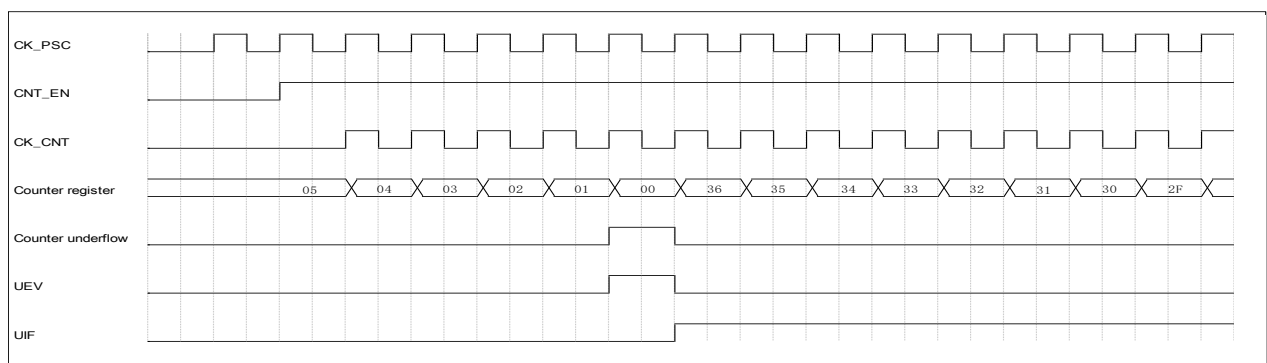 CK_PSC
CNT_EN
CK_CNT
Counter register 05 04 03 02 01 00 36 35 34 33 32 31 30 2F
Counter underflow
UEV
UIF